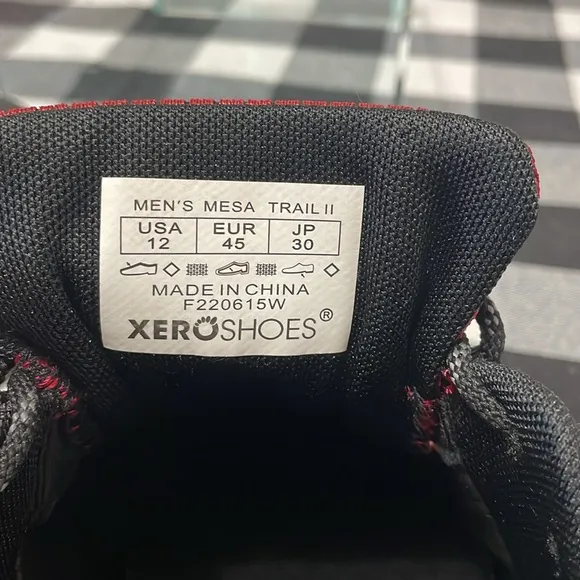 MEN'S MESA TRAIL II
USA EUR JP
12 45 30
MADE IN CHINA
F220615W
XEROSHOES®